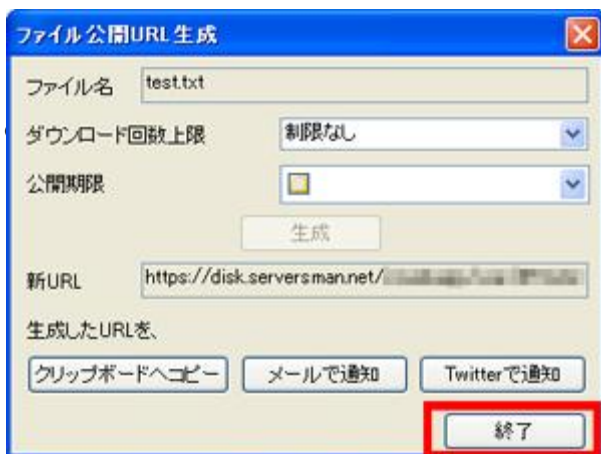 ファイル公開URL生成
ファイル名 test.txt
ダウンロード回数上限 制限なし
公開期限
生成
新URL https://disk.serversman.net/
生成したURLを、
クリップボードへコピー メールで通知 Twitterで通知
終了